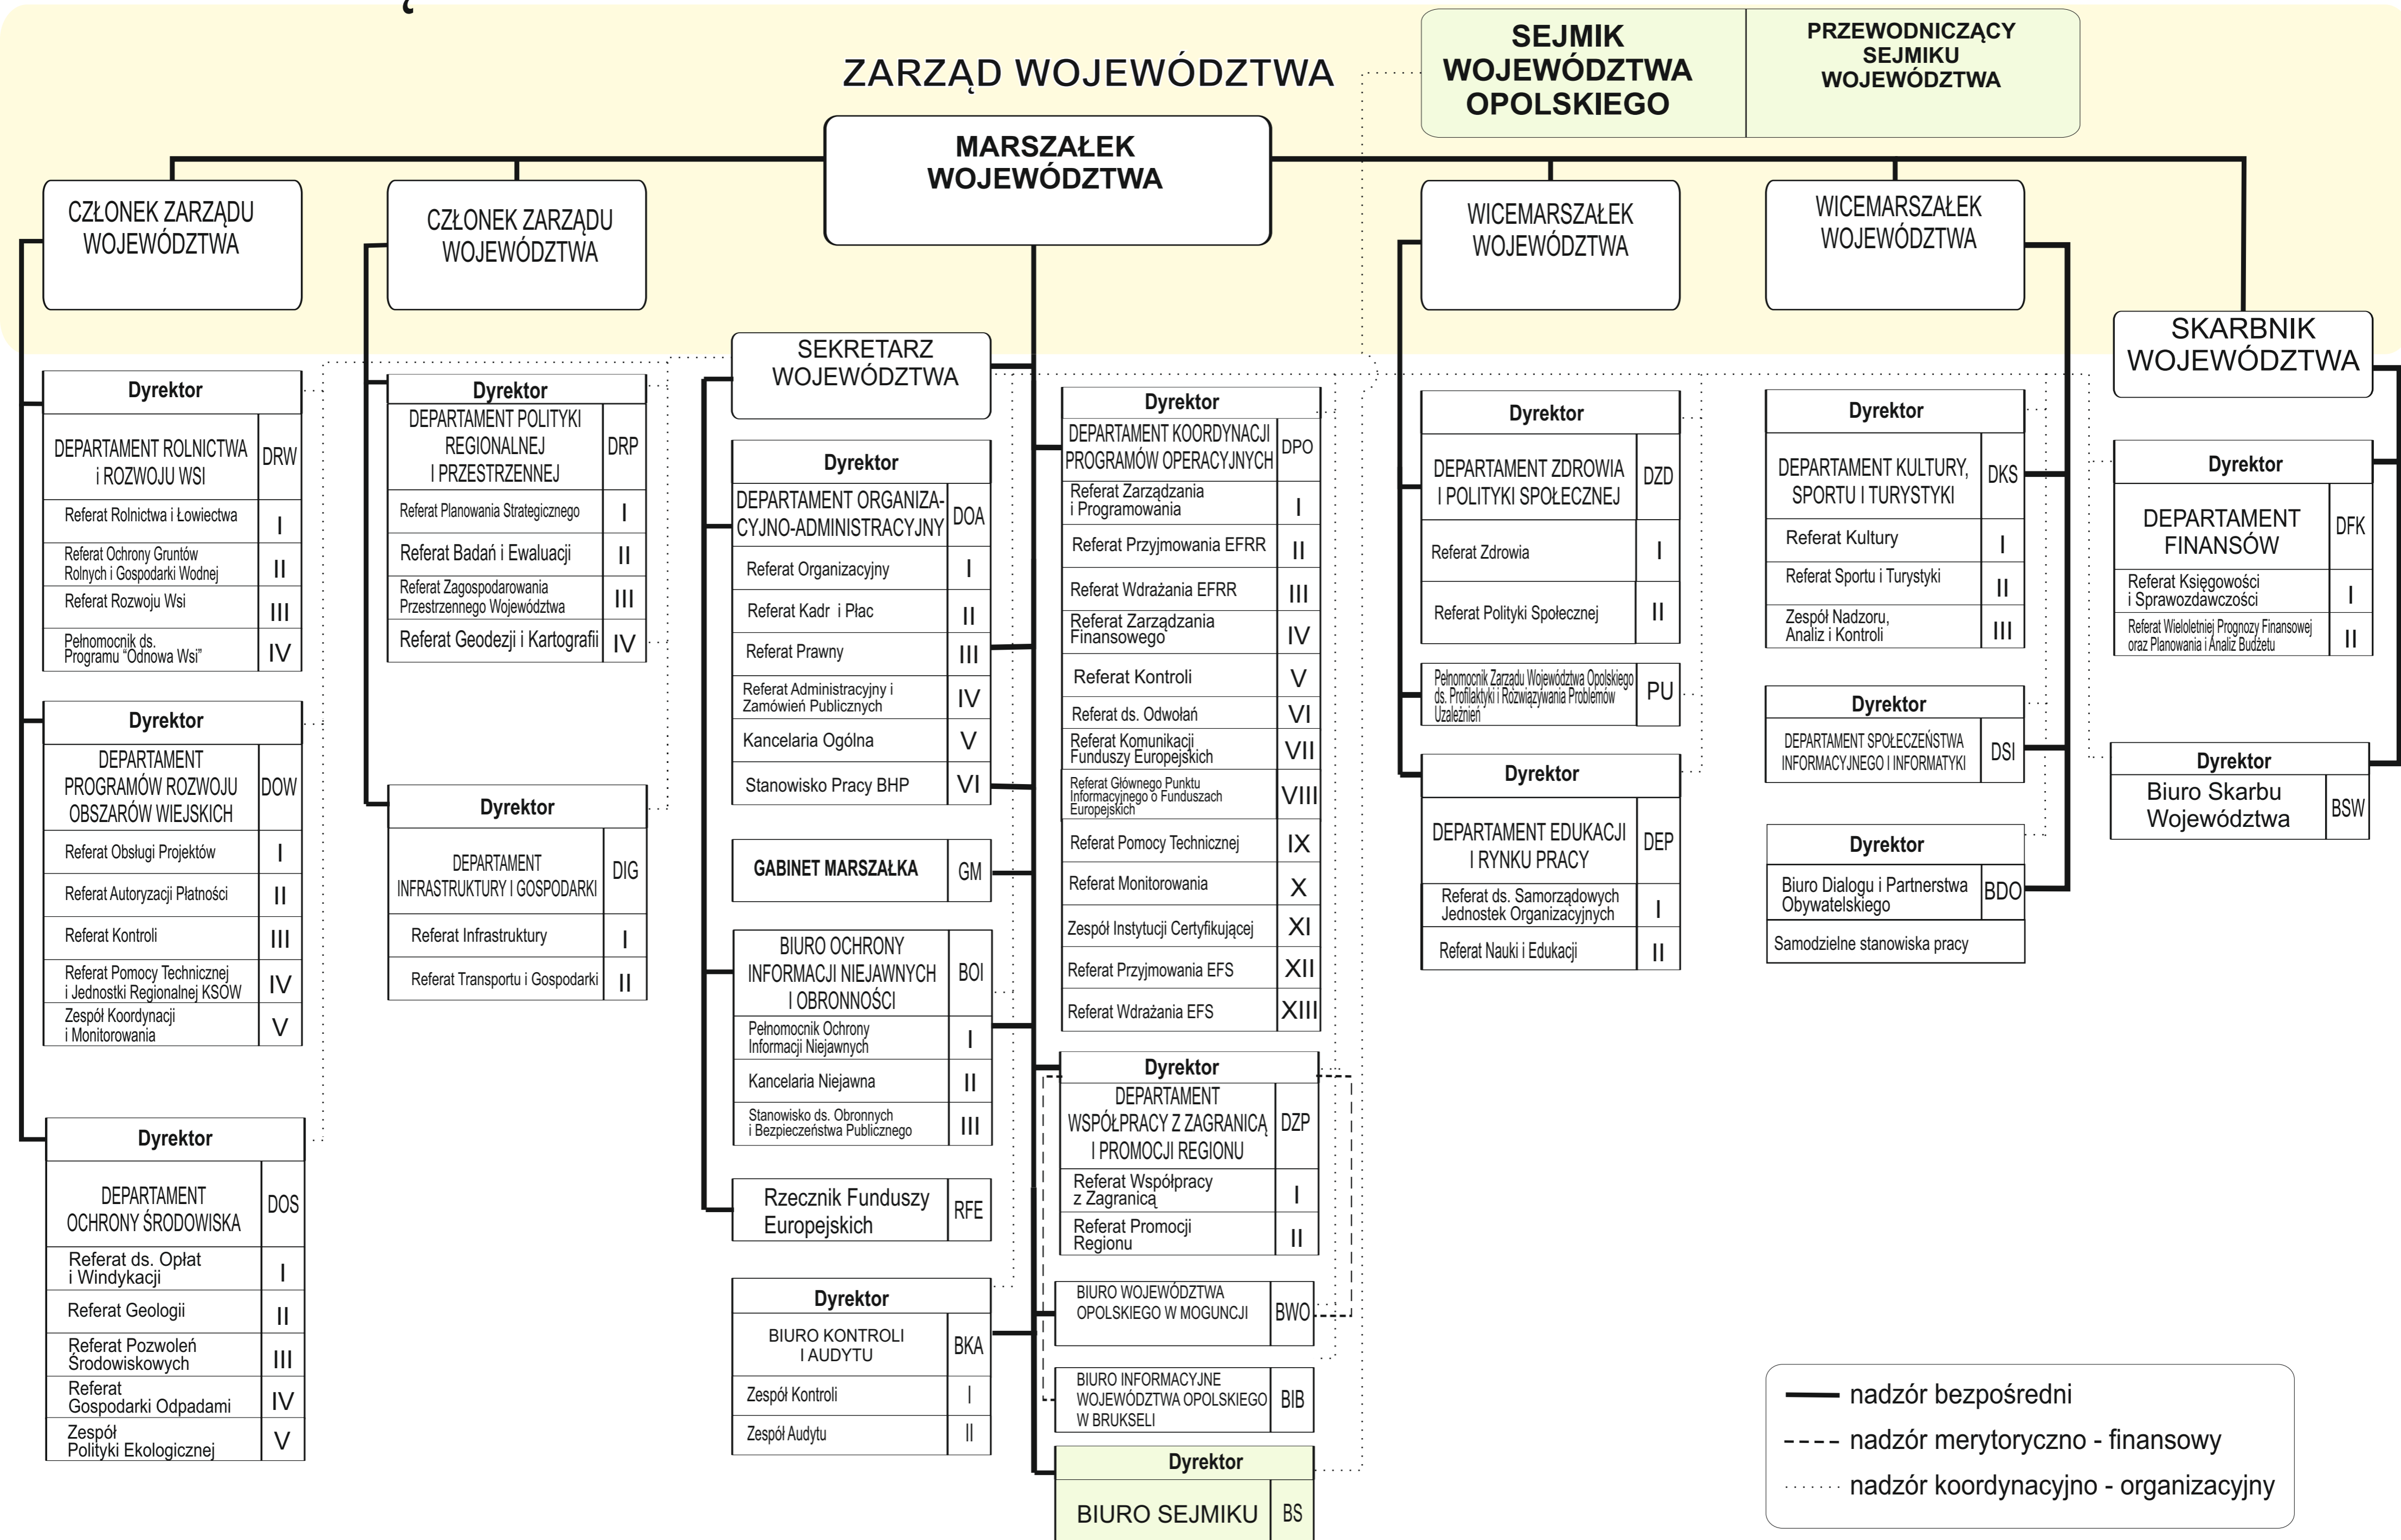 ZARZĄD WOJEWÓDZTWA
SEJMIK
WOJEWÓDZTWA
OPOLSKIEGO
PRZEWODNICZĄCY
SEJMIKU
WOJEWÓDZTWA
MARSZAŁEK
WOJEWÓDZTWA
CZŁONEK ZARZĄDU
WOJEWÓDZTWA
CZŁONEK ZARZĄDU
WOJEWÓDZTWA
WICEMARSZAŁEK
WOJEWÓDZTWA
WICEMARSZAŁEK
WOJEWÓDZTWA
SKARBNIK
WOJEWÓDZTWA
SEKRETARZ
WOJEWÓDZTWA
Dyrektor
DEPARTAMENT ROLNICTWA
i ROZWOJU WSI
DRW
Referat Rolnictwa i Łowiectwa
I
Referat Ochrony Gruntów
Rolnych i Gospodarki Wodnej
II
Referat Rozwoju Wsi
III
Pełnomocnik ds.
Programu "Odnowa Wsi"
IV
Dyrektor
DEPARTAMENT
PROGRAMÓW ROZWOJU
OBSZARÓW WIEJSKICH
DOW
Referat Obsługi Projektów
I
Referat Autoryzacji Płatności
II
Referat Kontroli
III
Referat Pomocy Technicznej
i Jednostki Regionalnej KSOW
IV
Zespół Koordynacji
i Monitorowania
V
Dyrektor
DEPARTAMENT
OCHRONY ŚRODOWISKA
DOS
Referat ds. Opłat
i Windykacji
I
Referat Geologii
II
Referat Pozwoleń
Środowiskowych
III
Referat
Gospodarki Odpadami
IV
Zespół
Polityki Ekologicznej
V
Dyrektor
DEPARTAMENT POLITYKI
REGIONALNEJ
I PRZESTRZENNEJ
DRP
Referat Planowania Strategicznego
I
Referat Badań i Ewaluacji
II
Referat Zagospodarowania
Przestrzennego Województwa
III
Referat Geodezji i Kartografii
IV
Dyrektor
DEPARTAMENT
INFRASTRUKTURY I GOSPODARKI
DIG
Referat Infrastruktury
I
Referat Transportu i Gospodarki
II
Dyrektor
DEPARTAMENT ORGANIZA-
CYJNO-ADMINISTRACYJNY
DOA
Referat Organizacyjny
I
Referat Kadr i Płac
II
Referat Prawny
III
Referat Administracyjny i
Zamówień Publicznych
IV
Kancelaria Ogólna
V
Stanowisko Pracy BHP
VI
GABINET MARSZAŁKA
GM
BIURO OCHRONY
INFORMACJI NIEJAWNYCH
I OBRONNOŚCI
BOI
Pełnomocnik Ochrony
Informacji Niejawnych
I
Kancelaria Niejawna
II
Stanowisko ds. Obronnych
i Bezpieczeństwa Publicznego
III
Rzecznik Funduszy
Europejskich
RFE
Dyrektor
BIURO KONTROLI
I AUDYTU
BKA
Zespół Kontroli
I
Zespół Audytu
II
Dyrektor
DEPARTAMENT KOORDYNACJI
PROGRAMÓW OPERACYJNYCH
DPO
Referat Zarządzania
i Programowania
I
Referat Przyjmowania EFRR
II
Referat Wdrażania EFRR
III
Referat Zarządzania
Finansowego
IV
Referat Kontroli
V
Referat ds. Odwołań
VI
Referat Komunikacji
Funduszy Europejskich
VII
Referat Głównego Punktu
Informacyjnego o Funduszach
Europejskich
VIII
Referat Pomocy Technicznej
IX
Referat Monitorowania
X
Zespół Instytucji Certyfikującej
XI
Referat Przyjmowania EFS
XII
Referat Wdrażania EFS
XIII
Dyrektor
DEPARTAMENT
WSPÓŁPRACY Z ZAGRANICĄ
I PROMOCJI REGIONU
DZP
Referat Współpracy
z Zagranicą
I
Referat Promocji
Regionu
II
BIURO WOJEWÓDZTWA
OPOLSKIEGO W MOGUNCJI
BWO
BIURO INFORMACYJNE
WOJEWÓDZTWA OPOLSKIEGO
W BRUKSELI
BIB
Dyrektor
BIURO SEJMIKU
BS
Dyrektor
DEPARTAMENT ZDROWIA
I POLITYKI SPOŁECZNEJ
DZD
Referat Zdrowia
I
Referat Polityki Społecznej
II
Pełnomocnik Zarządu Województwa Opolskiego
ds. Profilaktyki i Rozwiązywania Problemów
Uzależnień
PU
Dyrektor
DEPARTAMENT EDUKACJI
I RYNKU PRACY
DEP
Referat ds. Samorządowych
Jednostek Organizacyjnych
I
Referat Nauki i Edukacji
II
Dyrektor
DEPARTAMENT KULTURY,
SPORTU I TURYSTYKI
DKS
Referat Kultury
I
Referat Sportu i Turystyki
II
Zespół Nadzoru,
Analiz i Kontroli
III
Dyrektor
DEPARTAMENT SPOŁECZEŃSTWA
INFORMACYJNEGO I INFORMATYKI
DSI
Dyrektor
Biuro Dialogu i Partnerstwa
Obywatelskiego
BDO
Samodzielne stanowiska pracy
Dyrektor
DEPARTAMENT
FINANSÓW
DFK
Referat Księgowości
i Sprawozdawczości
I
Referat Wieloletniej Prognozy Finansowej
oraz Planowania i Analiz Budżetu
II
Dyrektor
Biuro Skarbu
Województwa
BSW
nadzór bezpośredni
nadzór merytoryczno - finansowy
nadzór koordynacyjno - organizacyjny